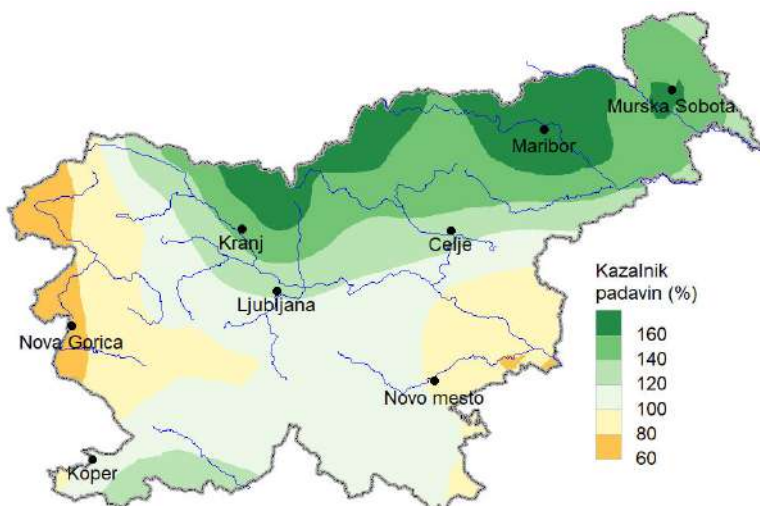 Murska Sobota
Maribor
Kranj
Celje
Ljubljana
Nova Gorica
Novo mesto
Koper
Kazalnik
padavin (%)
160
140
120
100
80
60